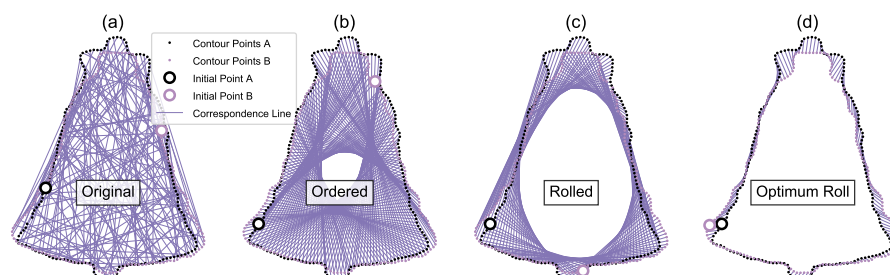 (a)
(b)
(c)
(d)
Contour Points A
Contour Points B
Initial Point A
Initial Point B
Correspondence Line
Original
Ordered
Rolled
Optimum Roll